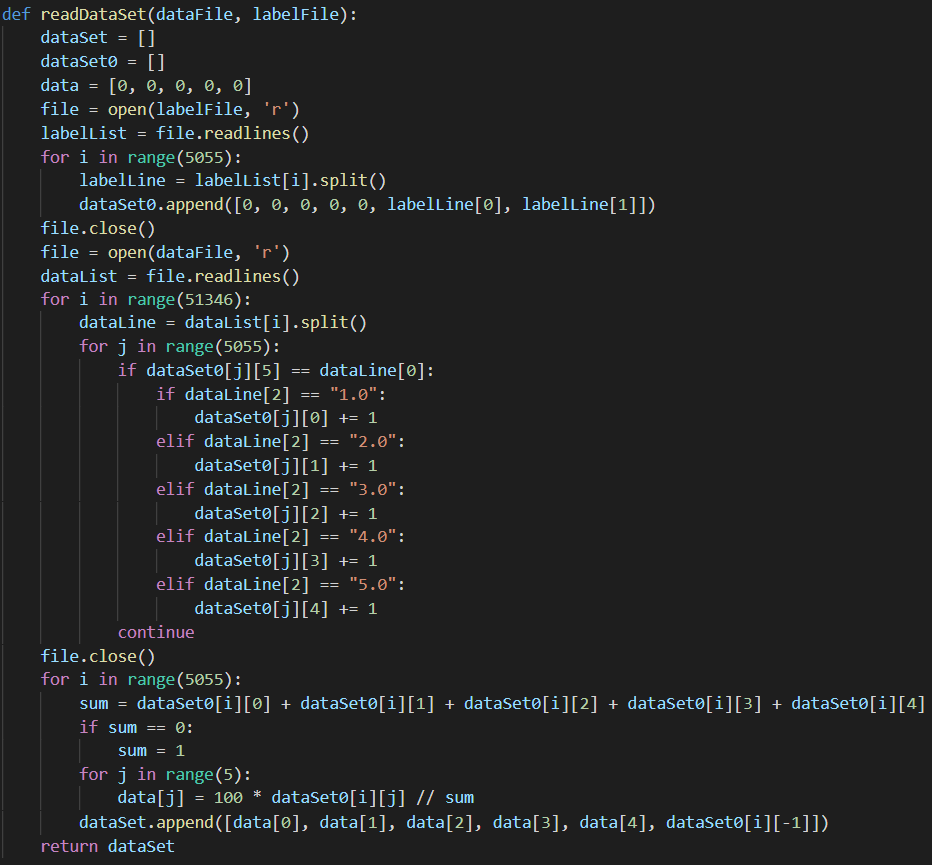 def readDataSet(dataFile, labelFile):
    dataSet = []
    dataSet0 = []
    data = [0, 0, 0, 0, 0]
    file = open(labelFile, 'r')
    labelList = file.readlines()
    for i in range(5055):
        labelLine = labelList[i].split()
        dataSet0.append([0, 0, 0, 0, 0, labelLine[0], labelLine[1]])
    file.close()
    file = open(dataFile, 'r')
    dataList = file.readlines()
    for i in range(51346):
        dataLine = dataList[i].split()
        for j in range(5055):
            if dataSet0[j][5] == dataLine[0]:
                if dataLine[2] == "1.0":
                    dataSet0[j][0] += 1
                elif dataLine[2] == "2.0":
                    dataSet0[j][1] += 1
                elif dataLine[2] == "3.0":
                    dataSet0[j][2] += 1
                elif dataLine[2] == "4.0":
                    dataSet0[j][3] += 1
                elif dataLine[2] == "5.0":
                    dataSet0[j][4] += 1
            continue
    file.close()
    for i in range(5055):
        sum = dataSet0[i][0] + dataSet0[i][1] + dataSet0[i][2] + dataSet0[i][3] + dataSet0[i][4]
        if sum == 0:
            sum = 1
        for j in range(5):
            data[j] = 100 * dataSet0[i][j] // sum
        dataSet.append([data[0], data[1], data[2], data[3], data[4], dataSet0[i][-1]])
    return dataSet